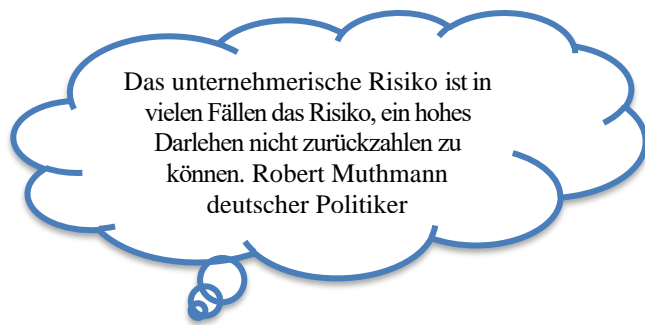 Das unternehmerische Risiko ist in
vielen Fällen das Risiko, ein hohes
Darlehen nicht zurückzahlen zu
können. Robert Muthmann
deutscher Politiker